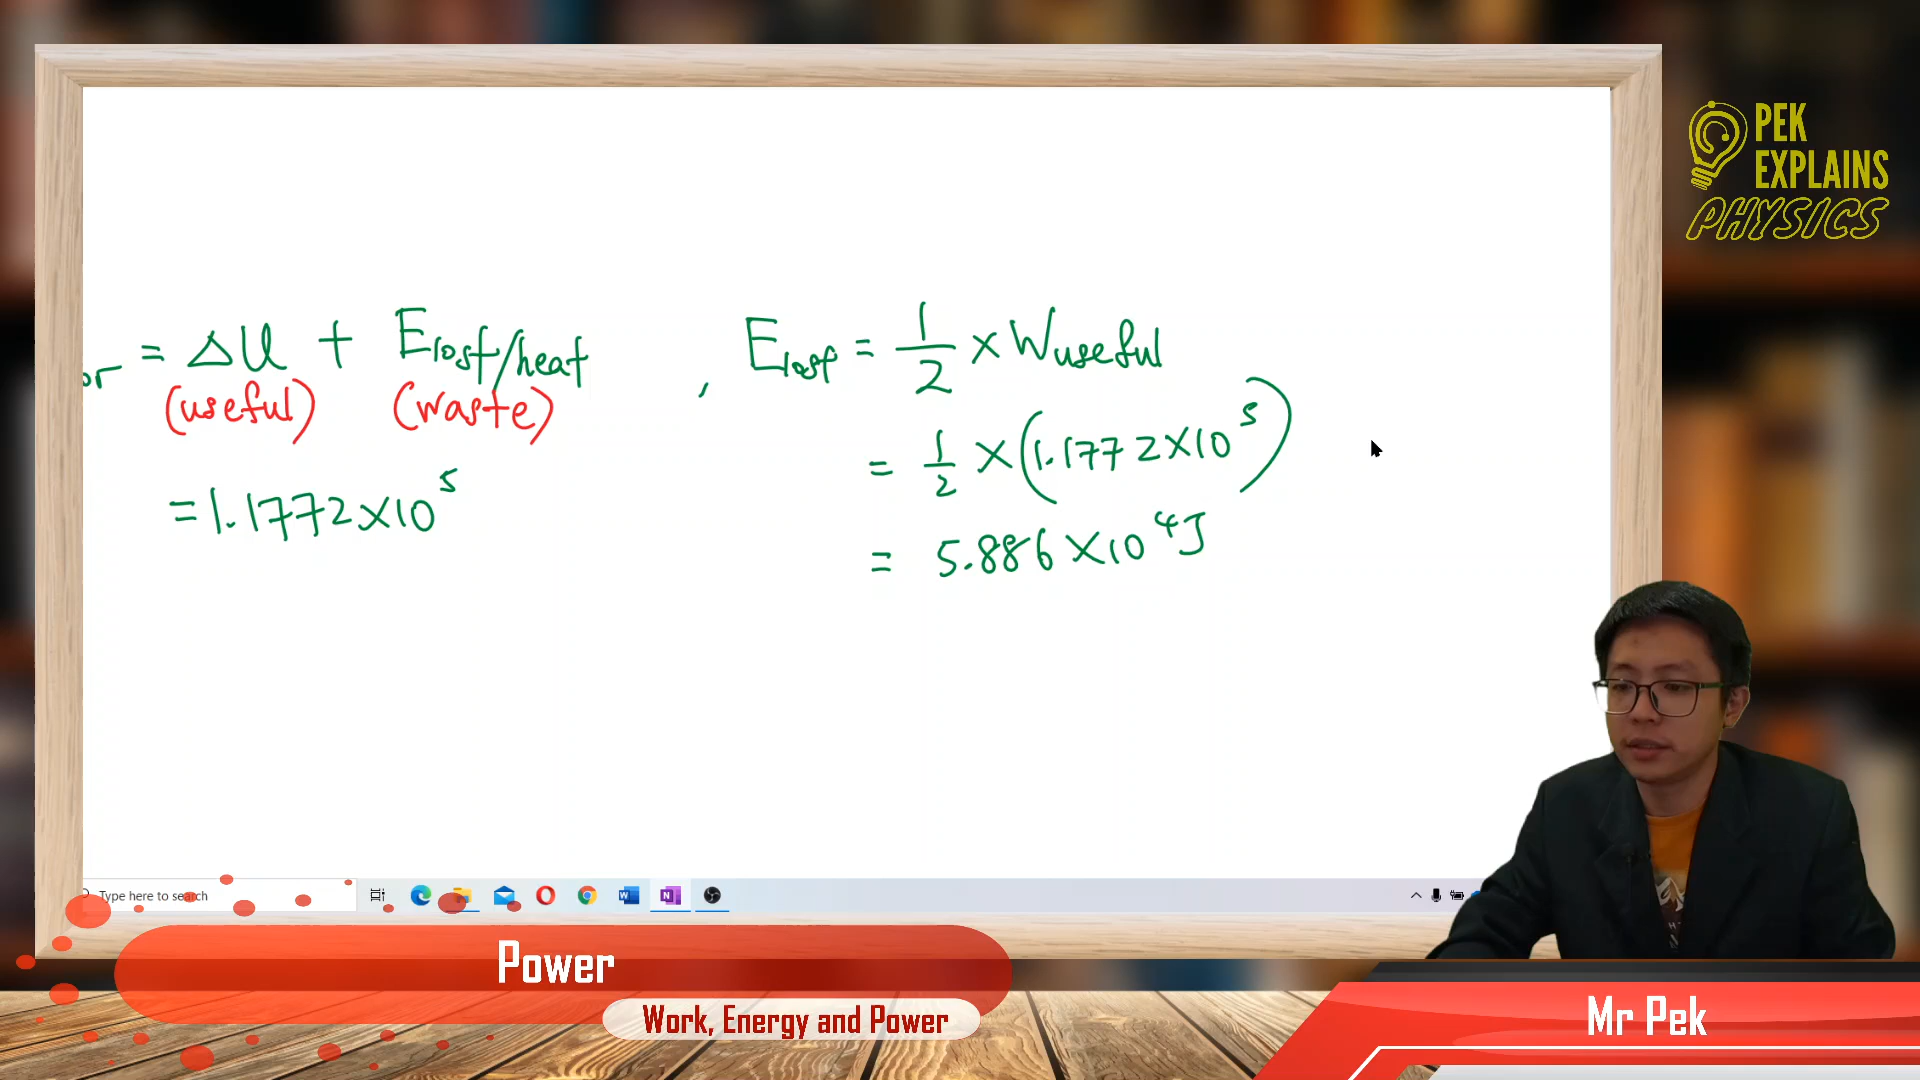 PEK
EXPLAINS
PHYSICS
or = ΔU + Elost/heat , Elost = 1/2 × Wuseful
(useful) (waste)
= 1/2 × (1.1772×10^5)
= 1.1772×10^5
= 5.886×10^4 J
Type here to search
Power
Work, Energy and Power
Mr Pek